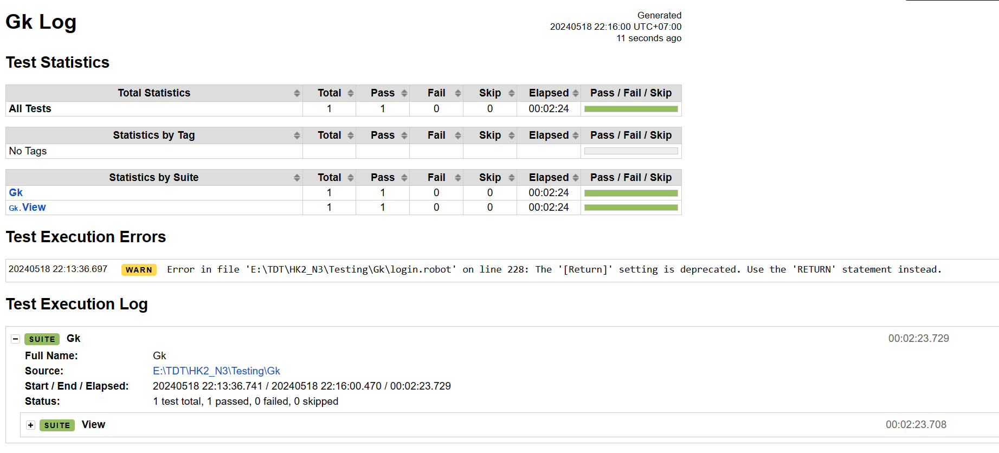 Gk Log
Generated
20240518 22:16:00 UTC+07:00
11 seconds ago
Test Statistics
Total Statistics Total Pass Fail Skip Elapsed Pass / Fail / Skip
All Tests 1 1 0 0 00:02:24
Statistics by Tag Total Pass Fail Skip Elapsed Pass / Fail / Skip
No Tags
Statistics by Suite Total Pass Fail Skip Elapsed Pass / Fail / Skip
Gk 1 1 0 0 00:02:24
Gk.View 1 1 0 0 00:02:24
Test Execution Errors
20240518 22:13:36.697 WARN Error in file 'E:\TDT\HK2_N3\Testing\Gk\login.robot' on line 228: The '[Return]' setting is deprecated. Use the 'RETURN' statement instead.
Test Execution Log
SUITE Gk 00:02:23.729
Full Name: Gk
Source: E:\TDT\HK2_N3\Testing\Gk
Start / End / Elapsed: 20240518 22:13:36.741 / 20240518 22:16:00.470 / 00:02:23.729
Status: 1 test total, 1 passed, 0 failed, 0 skipped
SUITE View 00:02:23.708